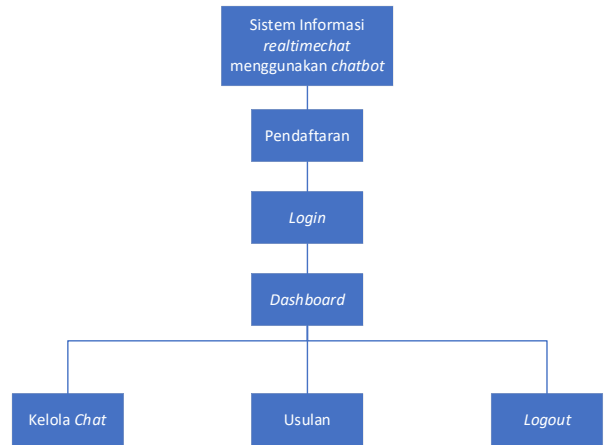 Sistem Informasi
realtimechat
menggunakan chatbot
Pendaftaran
Login
Dashboard
Kelola Chat
Usulan
Logout